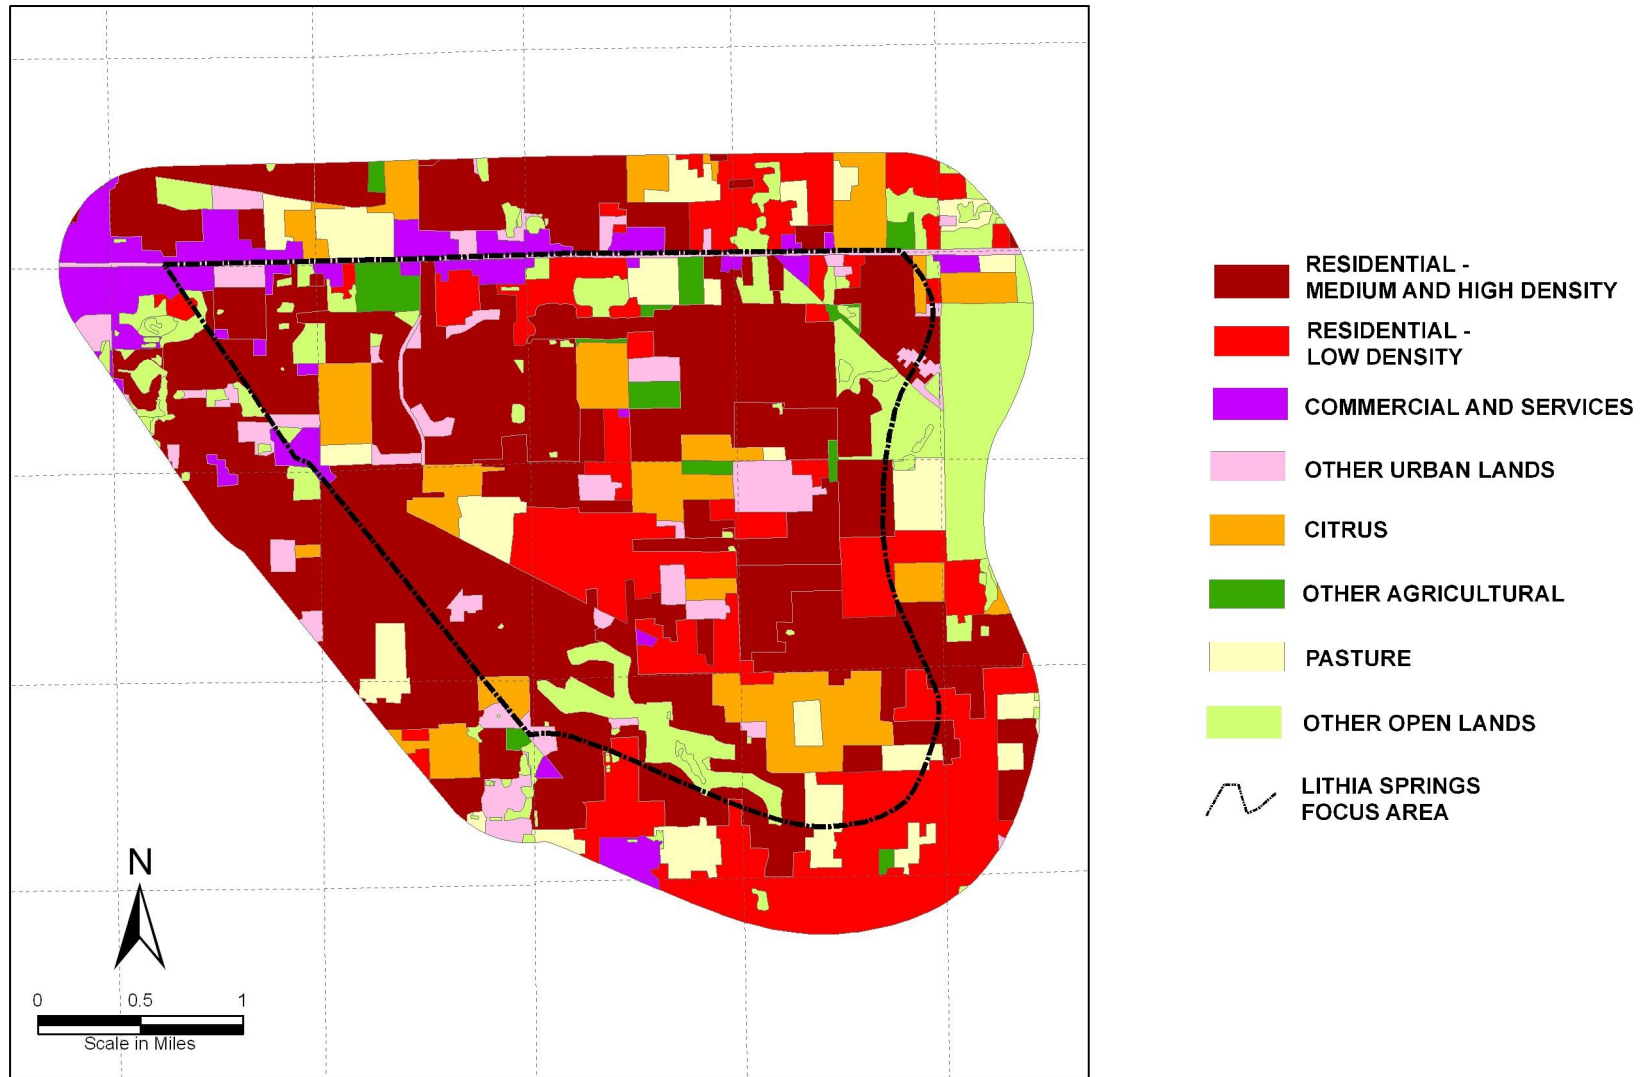 RESIDENTIAL -
MEDIUM AND HIGH DENSITY
RESIDENTIAL -
LOW DENSITY
COMMERCIAL AND SERVICES
OTHER URBAN LANDS
CITRUS
OTHER AGRICULTURAL
PASTURE
OTHER OPEN LANDS
LITHIA SPRINGS
FOCUS AREA
N
0 0.5 1
Scale in Miles